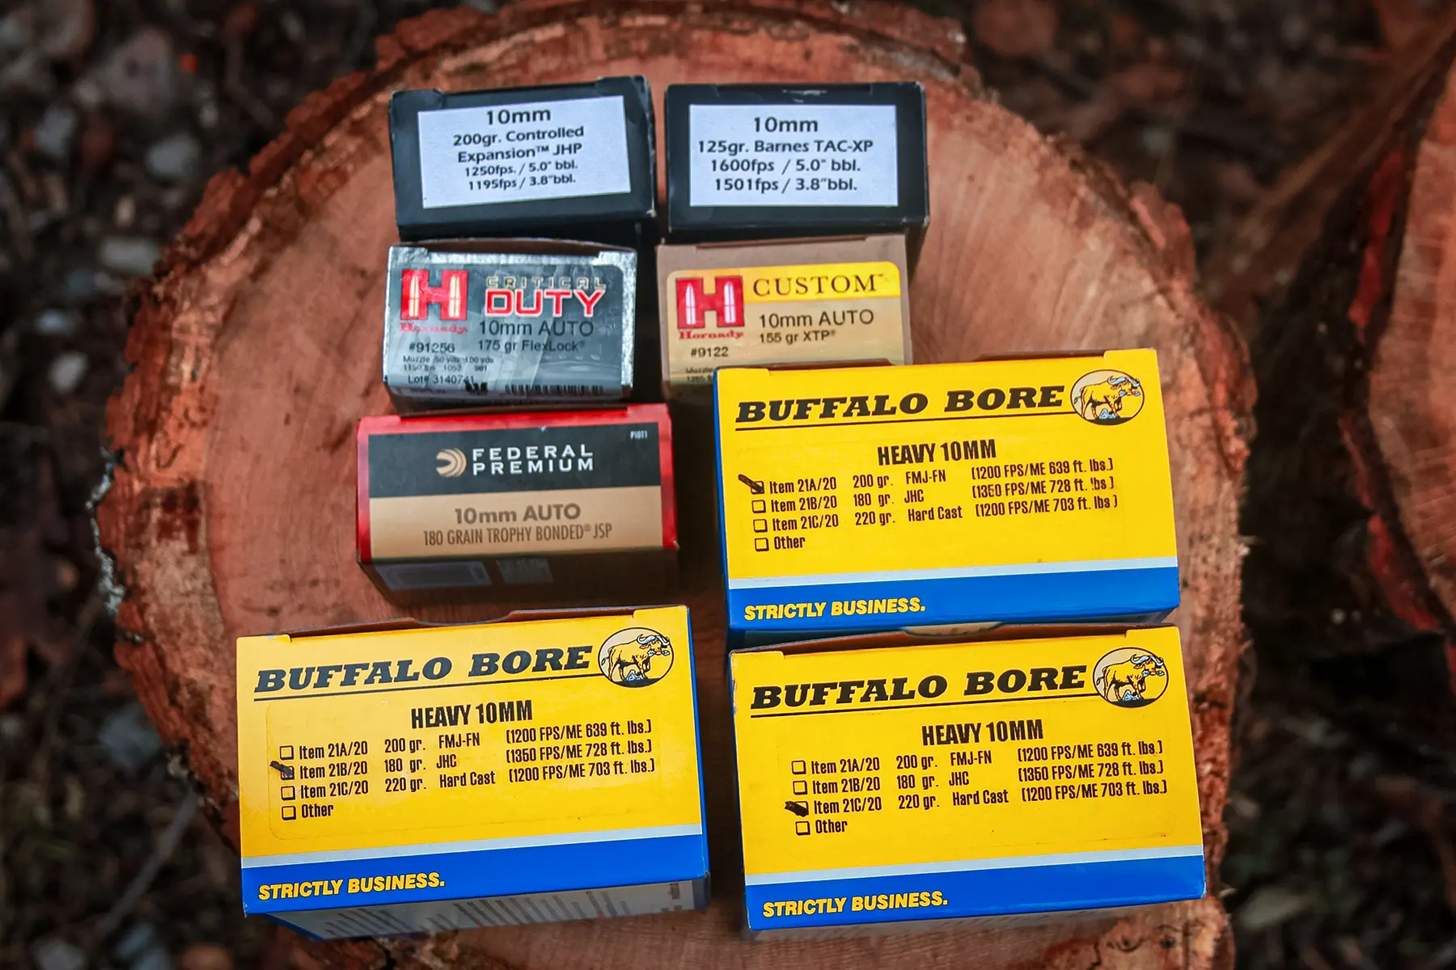 10mm
200gr. Controlled
Expansion™ JHP
1250fps. / 5.0" bbl.
1195fps / 3.8"bbl.
10mm
125gr. Barnes TAC-XP
1600fps / 5.0" bbl.
1501fps / 3.8"bbl.
H
Hornady
CRITICAL
DUTY
10mm AUTO
175 gr FlexLock®
#91256
Muzzle 50 yds 100 yds
Lot# 3140741
H
Hornady
CUSTOM™
10mm AUTO
155 gr XTP®
#9122
Muzzle
FEDERAL
PREMIUM
10mm AUTO
180 GRAIN TROPHY BONDED® JSP
BUFFALO BORE
HEAVY 10MM
Item 21A/20 200 gr. FMJ-FN (1200 FPS/ME 639 ft. lbs.)
Item 21B/20 180 gr. JHC (1350 FPS/ME 728 ft. lbs.)
Item 21C/20 220 gr. Hard Cast (1200 FPS/ME 703 ft. lbs.)
Other
STRICTLY BUSINESS.
BUFFALO BORE
HEAVY 10MM
Item 21A/20 200 gr. FMJ-FN (1200 FPS/ME 639 ft. lbs.)
Item 21B/20 180 gr. JHC (1350 FPS/ME 728 ft. lbs.)
Item 21C/20 220 gr. Hard Cast (1200 FPS/ME 703 ft. lbs.)
Other
STRICTLY BUSINESS.
BUFFALO BORE
HEAVY 10MM
Item 21A/20 200 gr. FMJ-FN (1200 FPS/ME 639 ft. lbs.)
Item 21B/20 180 gr. JHC (1350 FPS/ME 728 ft. lbs.)
Item 21C/20 220 gr. Hard Cast (1200 FPS/ME 703 ft. lbs.)
Other
STRICTLY BUSINESS.